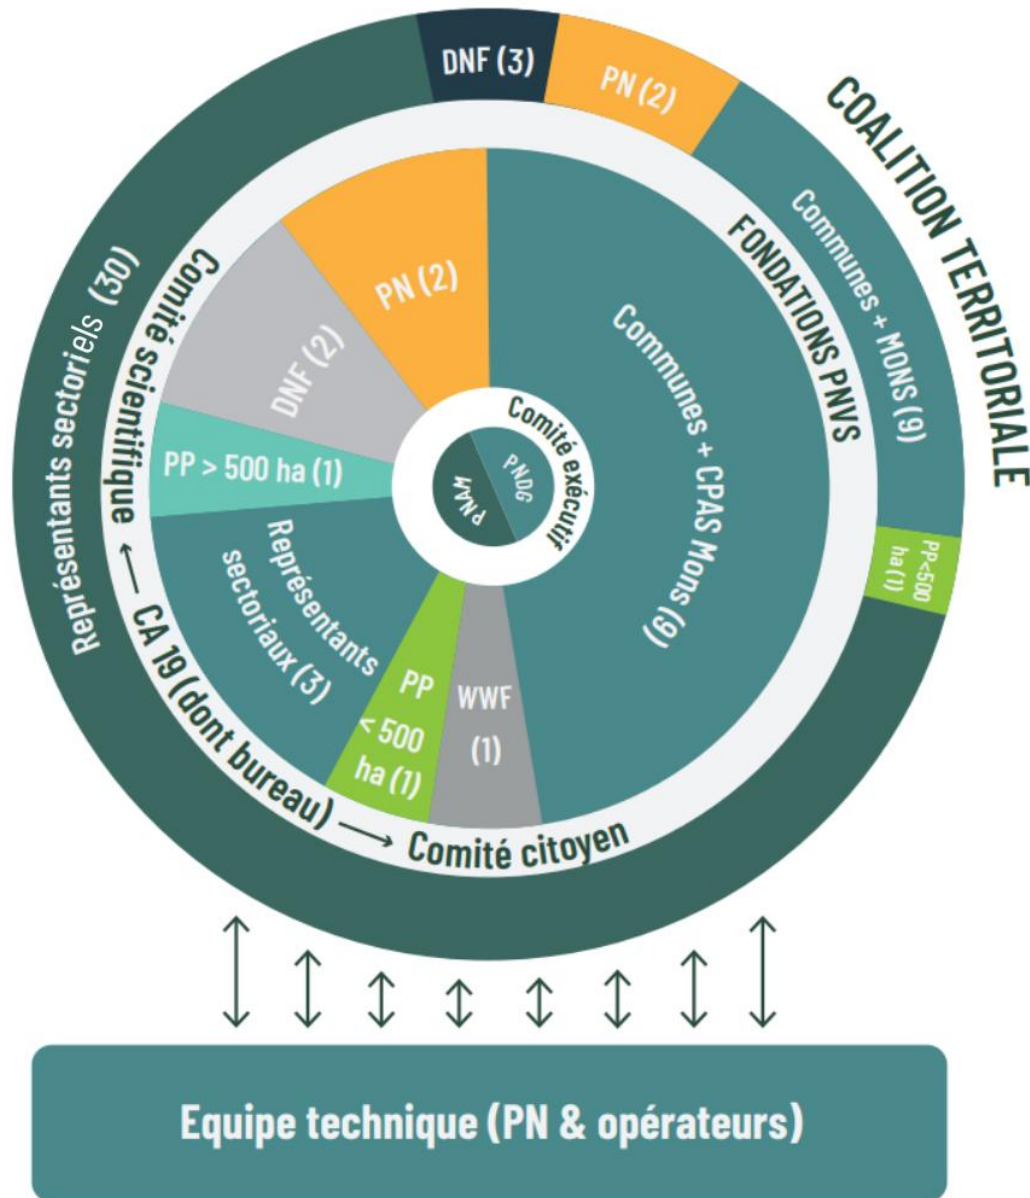 DNF (3)
PN (2)
COALITION TERRITORIALE
Communes + MONS (9)
PP<500
ha (1)
Représentants sectoriels (30)
FONDATIONS PNVS
Comité scientifique
CA 19 (dont bureau)
Comité citoyen
PN (2)
DNF (2)
PP > 500 ha (1)
Représentants
sectoriaux (3)
PP
< 500
ha (1)
WWF
(1)
Communes + CPAS Mons (9)
Comité exécutif
PNDG
PNAM
Equipe technique (PN & opérateurs)